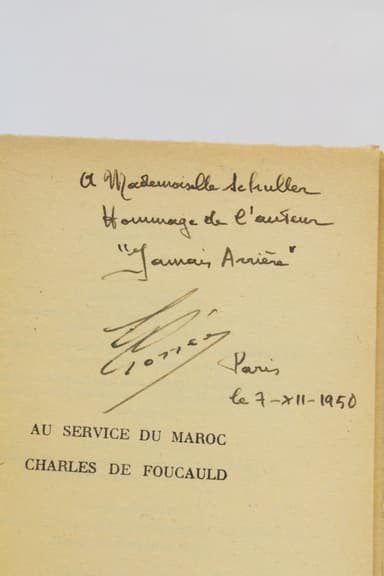 A Mademoiselle Schuller
Hommage de l'auteur
"Jamais Arrière"
Paris
le 7-XII-1950
AU SERVICE DU MAROC
CHARLES DE FOUCAULD